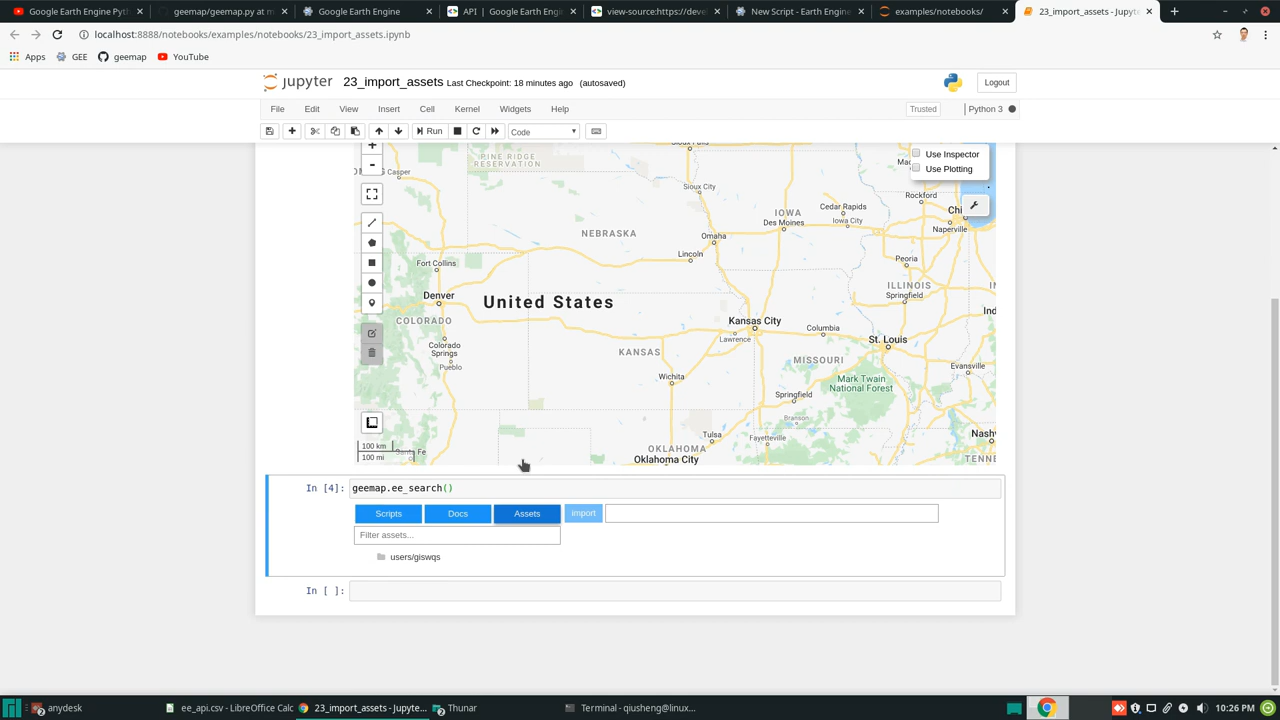 Google Earth Engine Pyth
geemap/geemap.py at m
Google Earth Engine
API | Google Earth Engin
view-source:https://deve
New Script - Earth Engine
examples/notebooks/
23_import_assets - Jupyte
localhost:8888/notebooks/examples/notebooks/23_import_assets.ipynb
Apps
GEE
geemap
YouTube
jupyter
23_import_assets Last Checkpoint: 18 minutes ago (autosaved)
Logout
File Edit View Insert Cell Kernel Widgets Help
Trusted
Python 3
Run
Code
PINE RIDGE
RESERVATION
Casper
Sioux City
Use Inspector
Use Plotting
Rockford
Chi
Naperville
IOWA
Cedar Rapids
Iowa City
Des Moines
NEBRASKA
Omaha
Lincoln
Peoria
Fort Collins
ILLINOIS
Springfield
Denver
United States
Ind
COLORADO
Kansas City
Lawrence
Columbia
St. Louis
Colorado
Springs
KANSAS
MISSOURI
Pueblo
Evansville
Wichita
Mark Twain
National Forest
Springfield
Branson
Tulsa
Fayetteville
Nash
100 km
100 mi
OKLAHOMA
Oklahoma City
TENNE
In [4]:
geemap.ee_search()
Scripts
Docs
Assets
import
Filter assets...
users/giswqs
In [ ]:
anydesk
ee_api.csv - LibreOffice Calc
23_import_assets - Jupyte...
Thunar
Terminal - qiusheng@linux...
10:26 PM